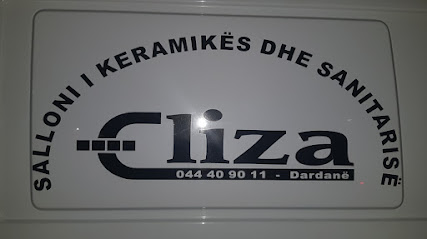 SALLONI I KERAMIKËS DHE SANITARISË
Eliza
044 40 90 11 - Dardanë